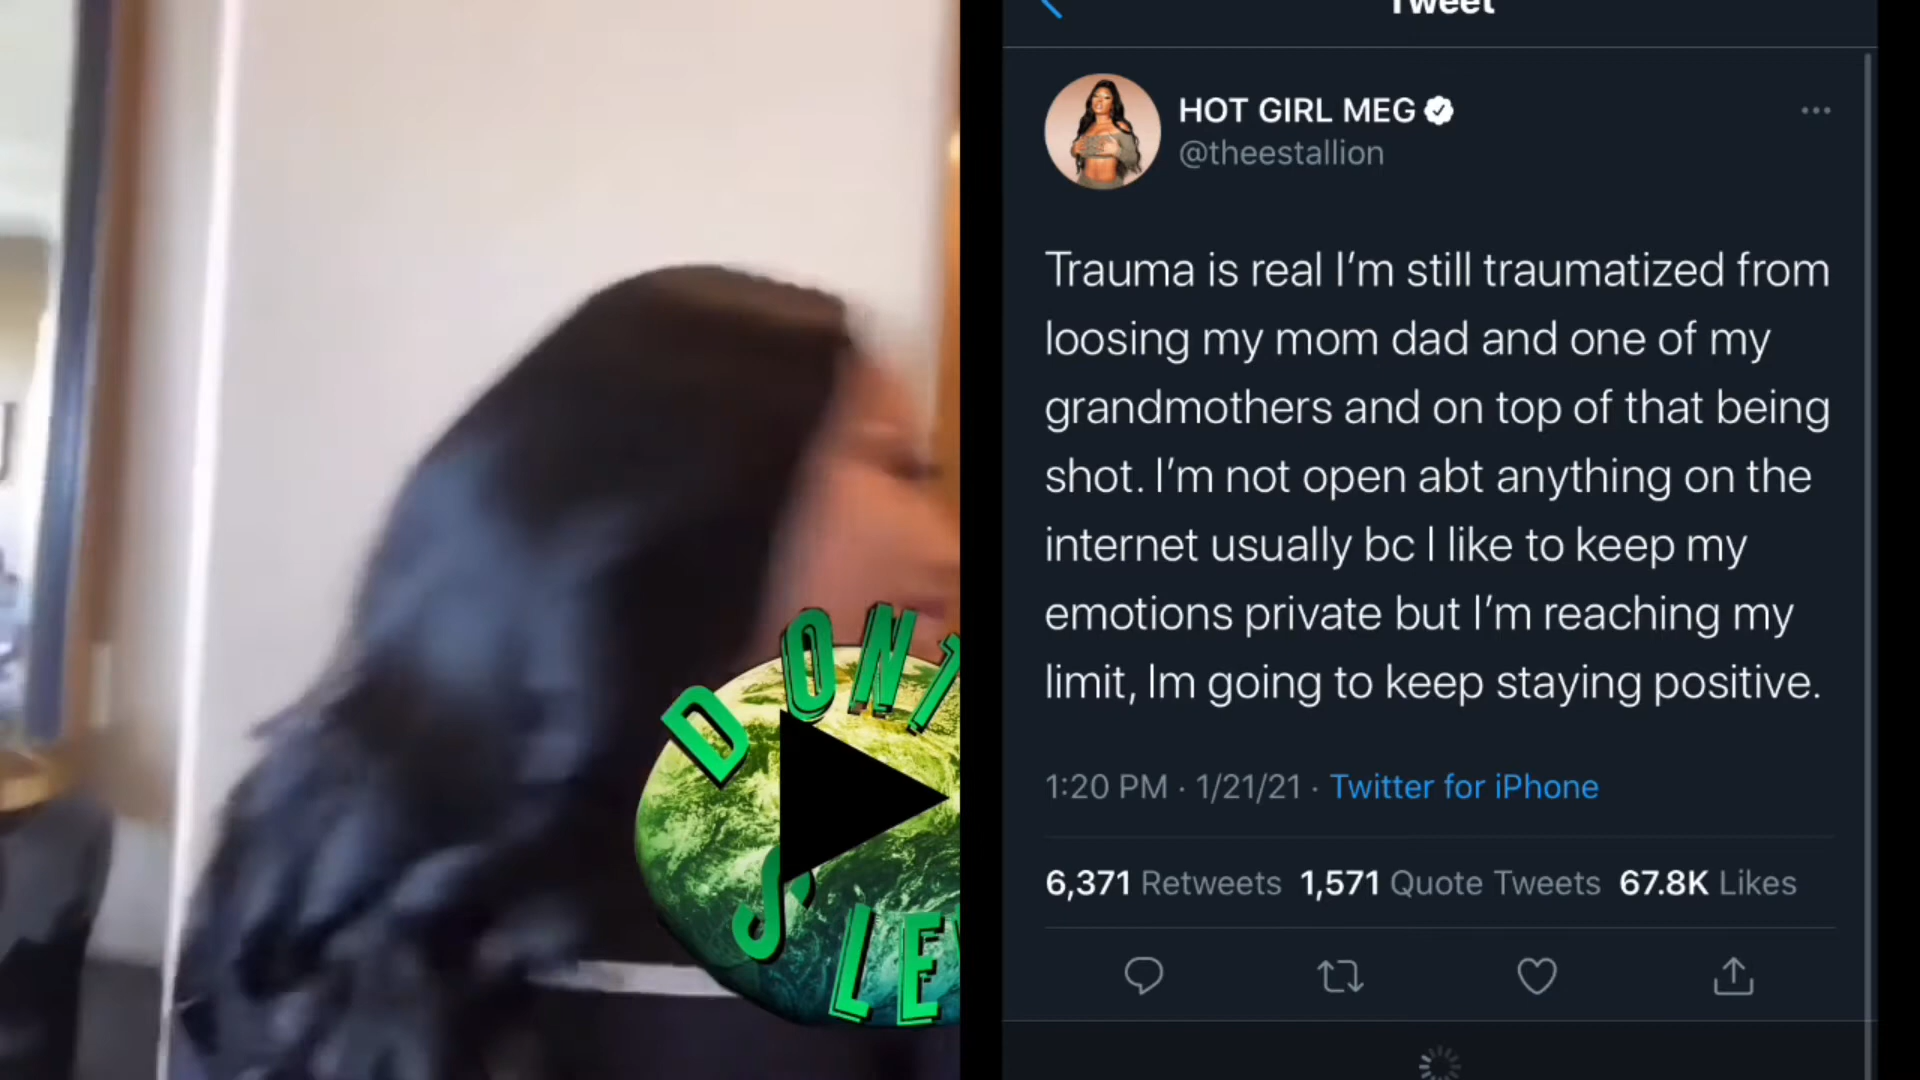 Tweet
HOT GIRL MEG
@theestallion
Trauma is real I'm still traumatized from
loosing my mom dad and one of my
grandmothers and on top of that being
shot. I'm not open abt anything on the
internet usually bc I like to keep my
emotions private but I'm reaching my
limit, Im going to keep staying positive.
1:20 PM · 1/21/21 · Twitter for iPhone
6,371 Retweets 1,571 Quote Tweets 67.8K Likes
DONT